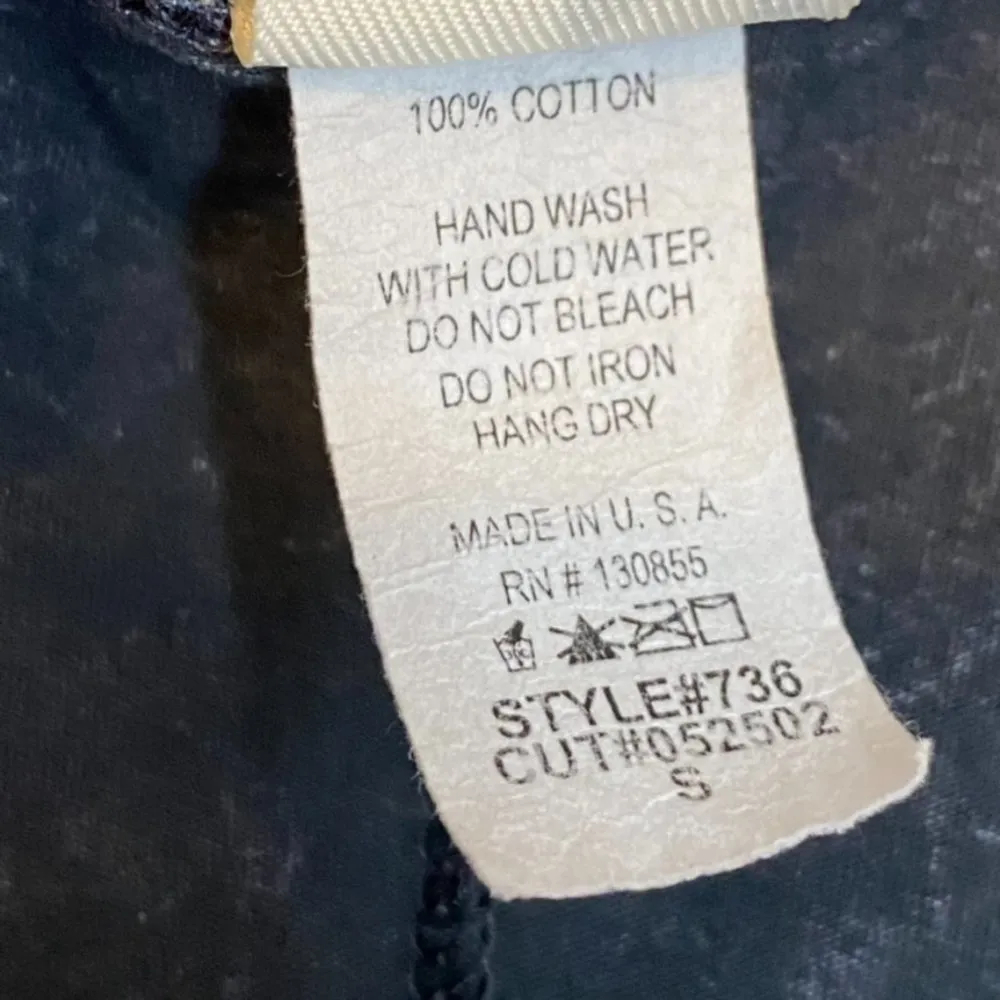 100% COTTON
HAND WASH
WITH COLD WATER
DO NOT BLEACH
DO NOT IRON
HANG DRY
MADE IN U. S. A.
RN # 130855
STYLE#736
CUT#052502
S